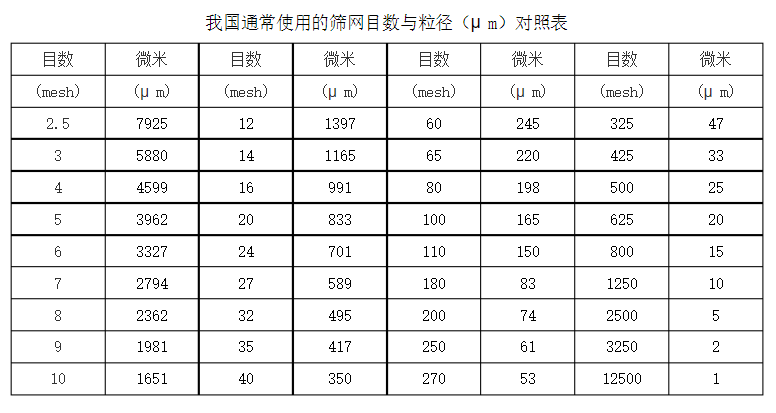 我国通常使用的筛网目数与粒径（μ m）对照表
目数 微米 目数 微米 目数 微米 目数 微米
(mesh) (μ m) (mesh) (μ m) (mesh) (μ m) (mesh) (μ m)
2.5 7925 12 1397 60 245 325 47
3 5880 14 1165 65 220 425 33
4 4599 16 991 80 198 500 25
5 3962 20 833 100 165 625 20
6 3327 24 701 110 150 800 15
7 2794 27 589 180 83 1250 10
8 2362 32 495 200 74 2500 5
9 1981 35 417 250 61 3250 2
10 1651 40 350 270 53 12500 1